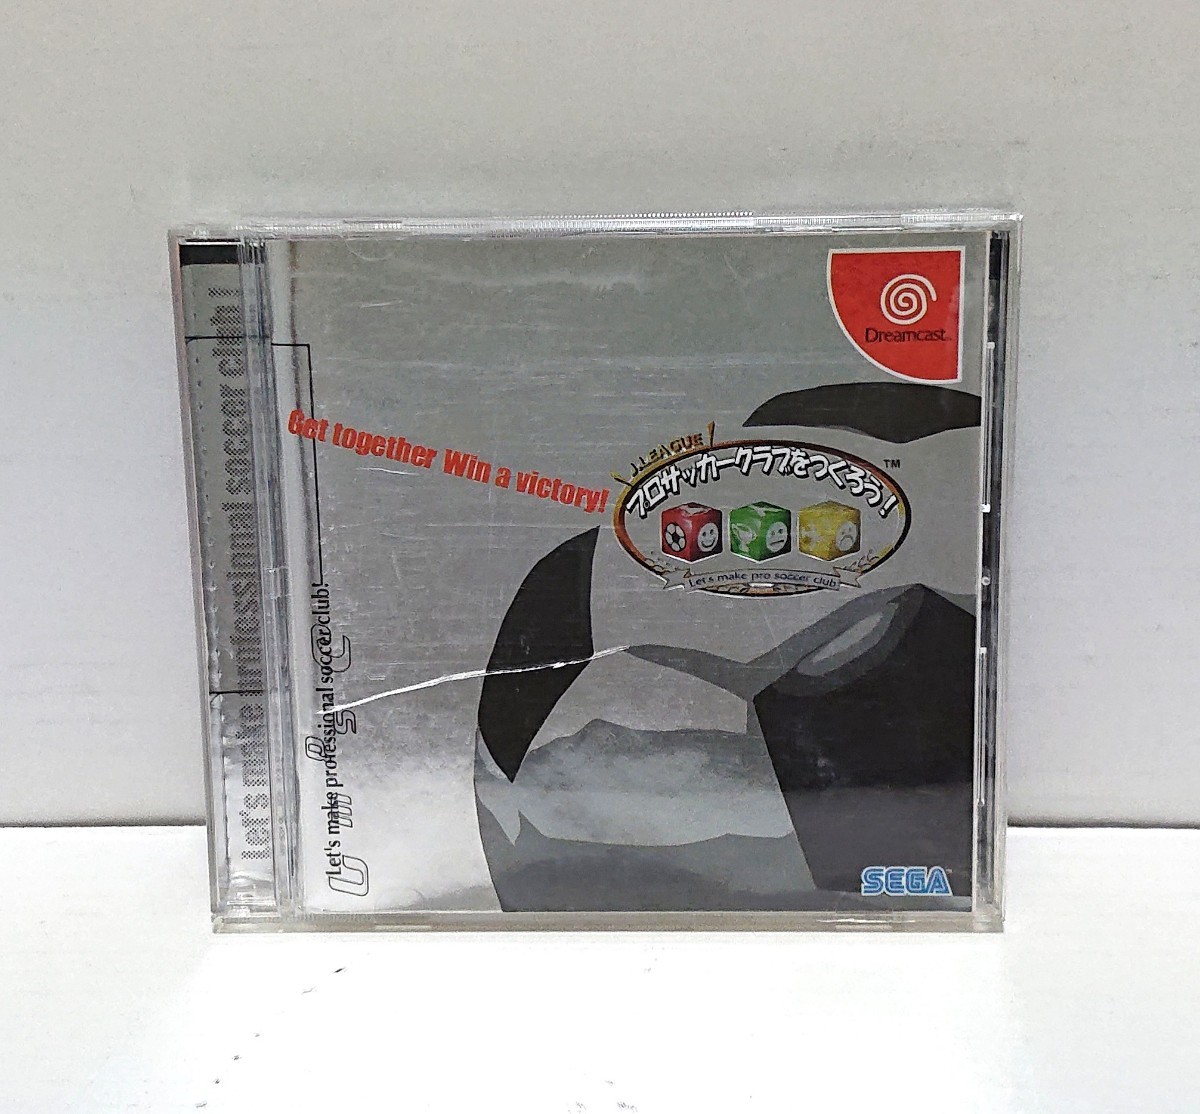 Dreamcast
Get together Win a victory!
J.LEAGUE
プロサッカークラブをつくろう!
TM
Let's make pro soccer club!
Let's make professional soccer club!
Let's make professional soccer club!
L M P S C
SEGA